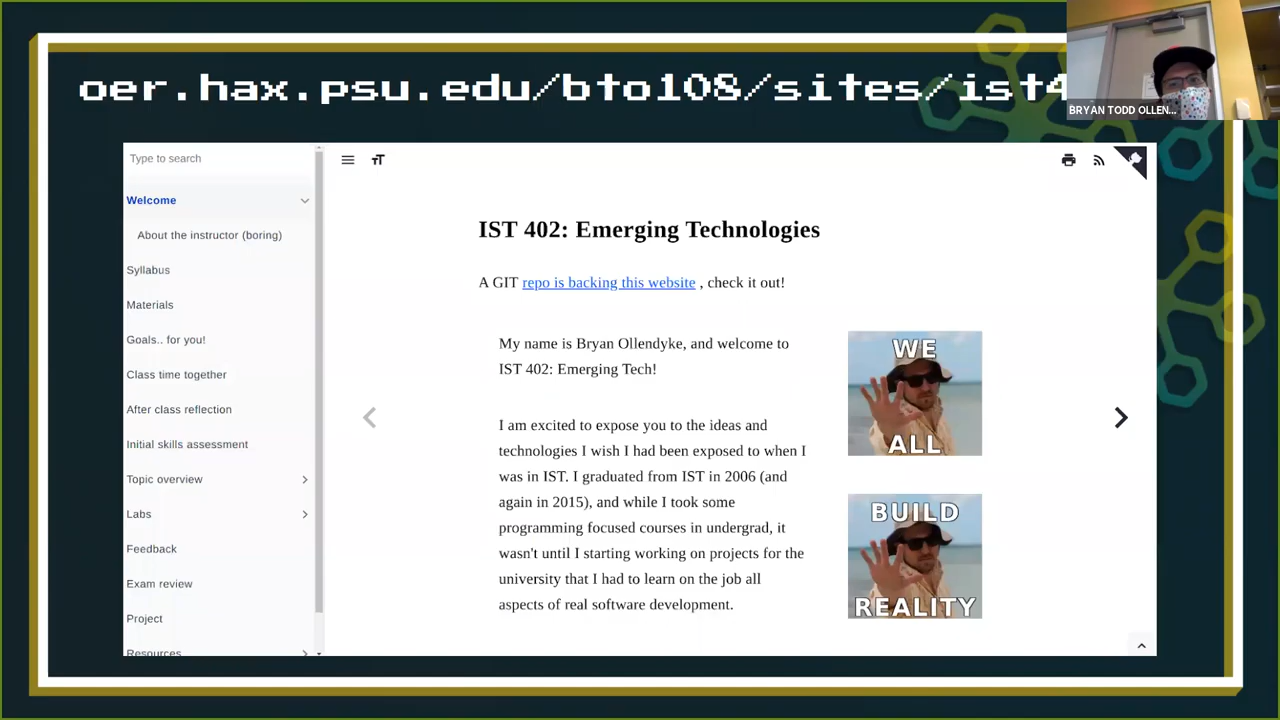 oer.hax.psu.edu/bto108/sites/ist4
BRYAN TODD OLLEN...
Type to search
Welcome
About the instructor (boring)
Syllabus
Materials
Goals.. for you!
Class time together
After class reflection
Initial skills assessment
Topic overview
Labs
Feedback
Exam review
Project
Resources
IST 402: Emerging Technologies
A GIT repo is backing this website , check it out!
My name is Bryan Ollendyke, and welcome to
IST 402: Emerging Tech!
I am excited to expose you to the ideas and
technologies I wish I had been exposed to when I
was in IST. I graduated from IST in 2006 (and
again in 2015), and while I took some
programming focused courses in undergrad, it
wasn't until I starting working on projects for the
university that I had to learn on the job all
aspects of real software development.
WE
ALL
BUILD
REALITY